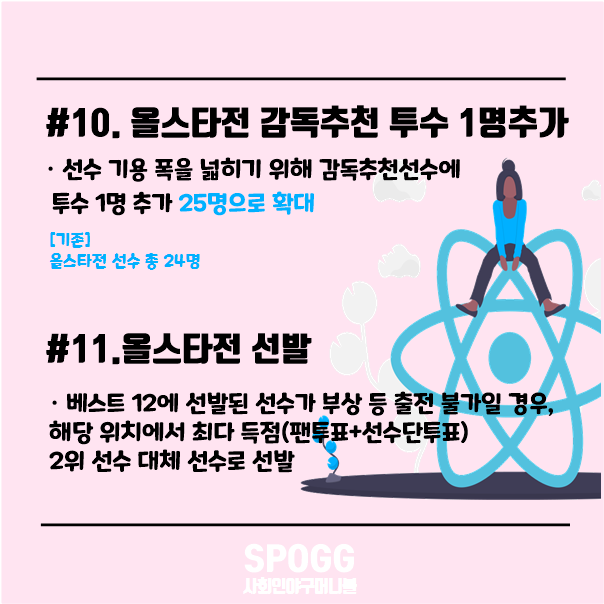 #10. 올스타전 감독추천 투수 1명추가
· 선수 기용 폭을 넓히기 위해 감독추천선수에
투수 1명 추가 25명으로 확대
[기존]
올스타전 선수 총 24명
#11.올스타전 선발
· 베스트 12에 선발된 선수가 부상 등 출전 불가일 경우,
해당 위치에서 최다 득점(팬투표+선수단투표)
2위 선수 대체 선수로 선발
SPOGG
사회인야구머니볼